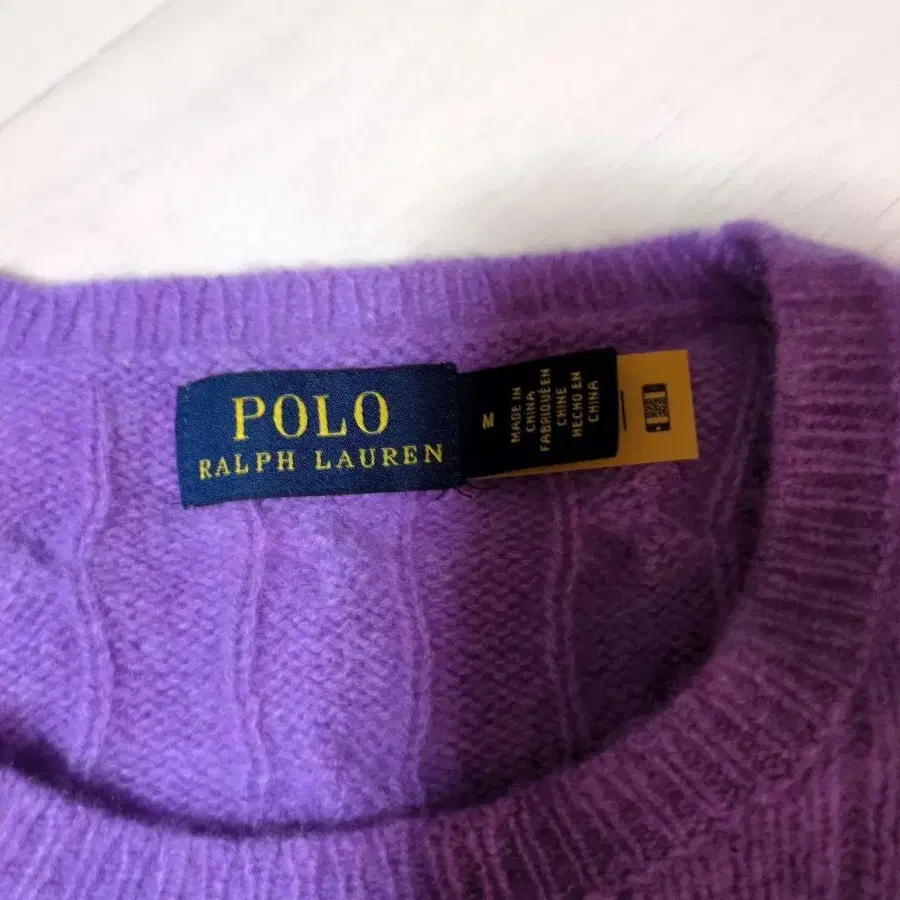 POLO
RALPH LAUREN
M
MADE IN
CHINA
FABRIQUÉ EN
CHINE
HECHO EN
CHINA